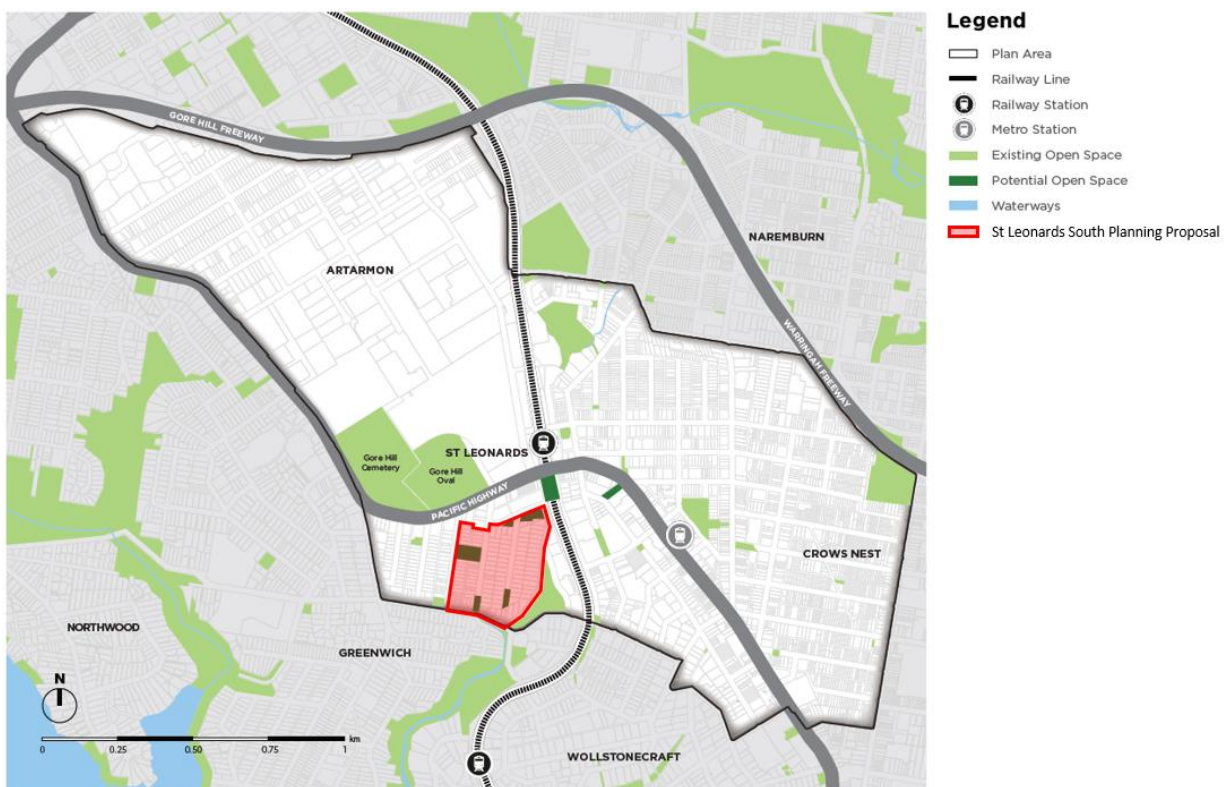 Legend
Plan Area
Railway Line
Railway Station
Metro Station
Existing Open Space
Potential Open Space
Waterways
St Leonards South Planning Proposal
GORE HILL FREEWAY
NAREMBURN
ARTARMON
WARRINGAH FREEWAY
ST LEONARDS
Gore Hill
Cemetery
Gore Hill
Oval
PACIFIC HIGHWAY
CROWS NEST
NORTHWOOD
GREENWICH
N
0 0.25 0.50 0.75 1 km
WOLLSTONECRAFT